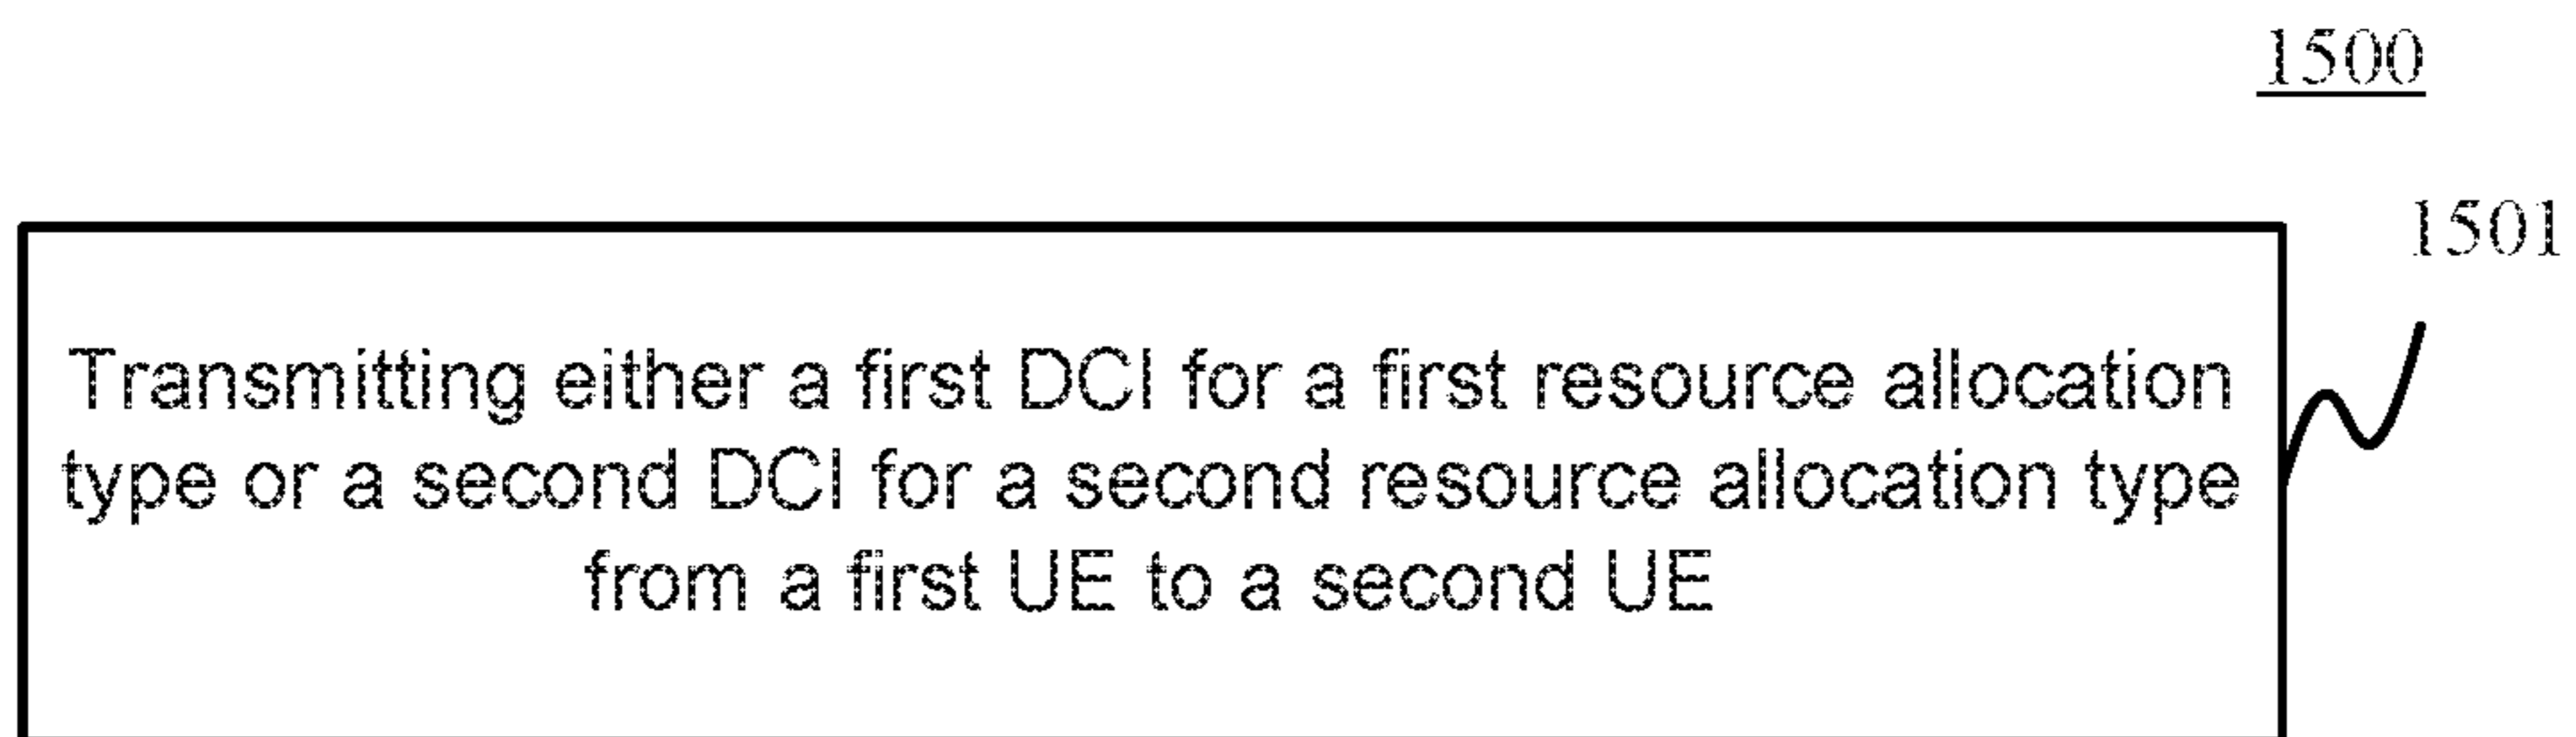 1500
1501
Transmitting either a first DCI for a first resource allocation
type or a second DCI for a second resource allocation type
from a first UE to a second UE